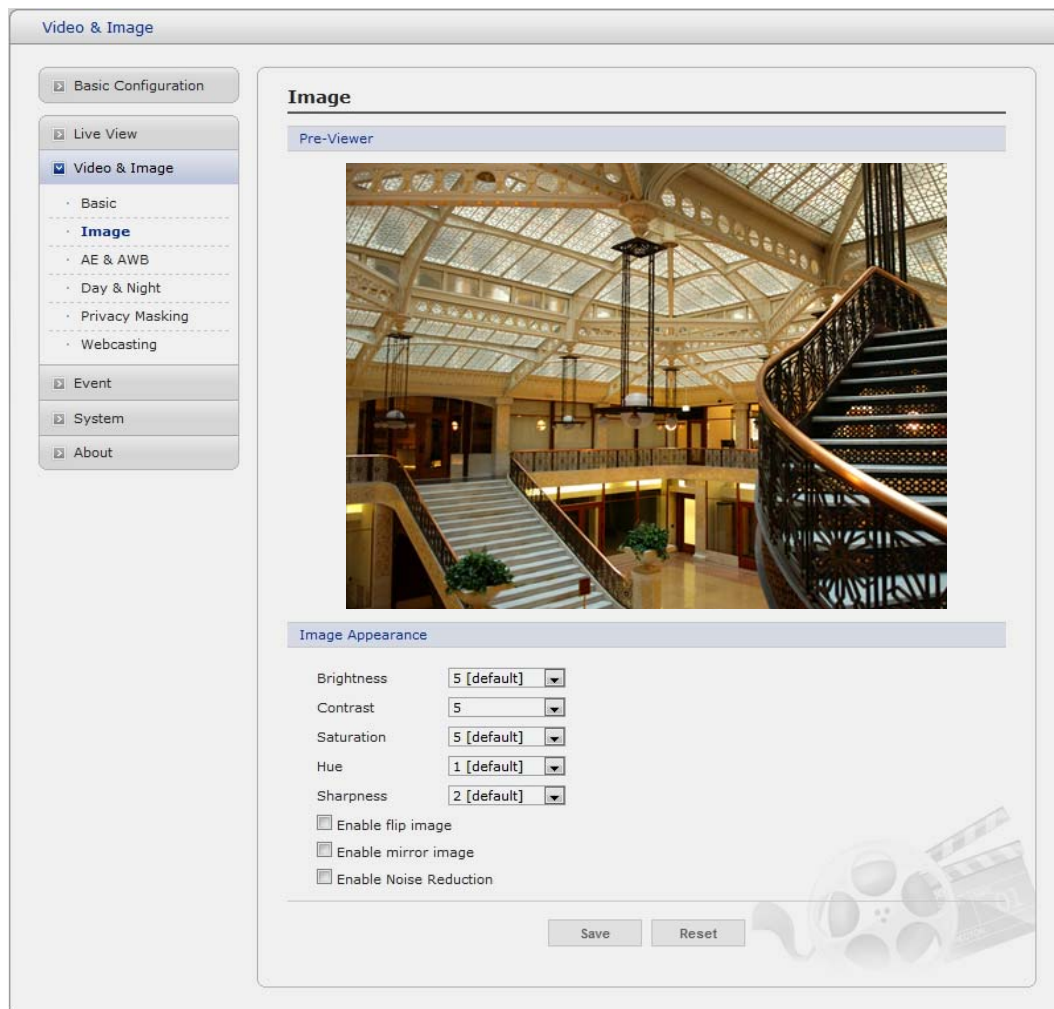 Video & Image
Basic Configuration
Live View
Video & Image
Basic
Image
AE & AWB
Day & Night
Privacy Masking
Webcasting
Event
System
About
Image
Pre-Viewer
Image Appearance
Brightness 5 [default]
Contrast 5
Saturation 5 [default]
Hue 1 [default]
Sharpness 2 [default]
Enable flip image
Enable mirror image
Enable Noise Reduction
01
Save Reset